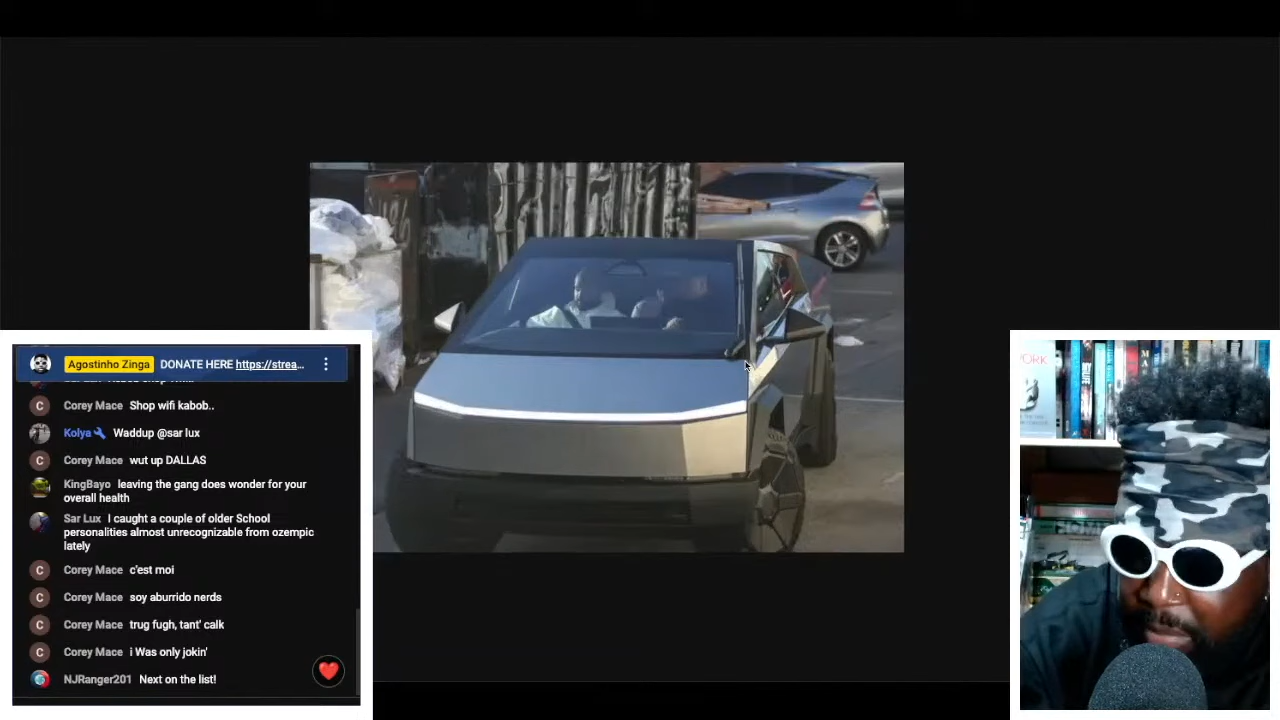 Agostinho Zinga DONATE HERE https://strea...
Corey Mace Shop wifi kabob..
Kolya Waddup @sar lux
Corey Mace wut up DALLAS
KingBayo leaving the gang does wonder for your
overall health
Sar Lux I caught a couple of older School
personalities almost unrecognizable from ozempic
lately
Corey Mace c'est moi
Corey Mace soy aburrido nerds
Corey Mace trug fugh, tant' calk
Corey Mace i Was only jokin'
NJRanger201 Next on the list!
C
C
C
C
C
C